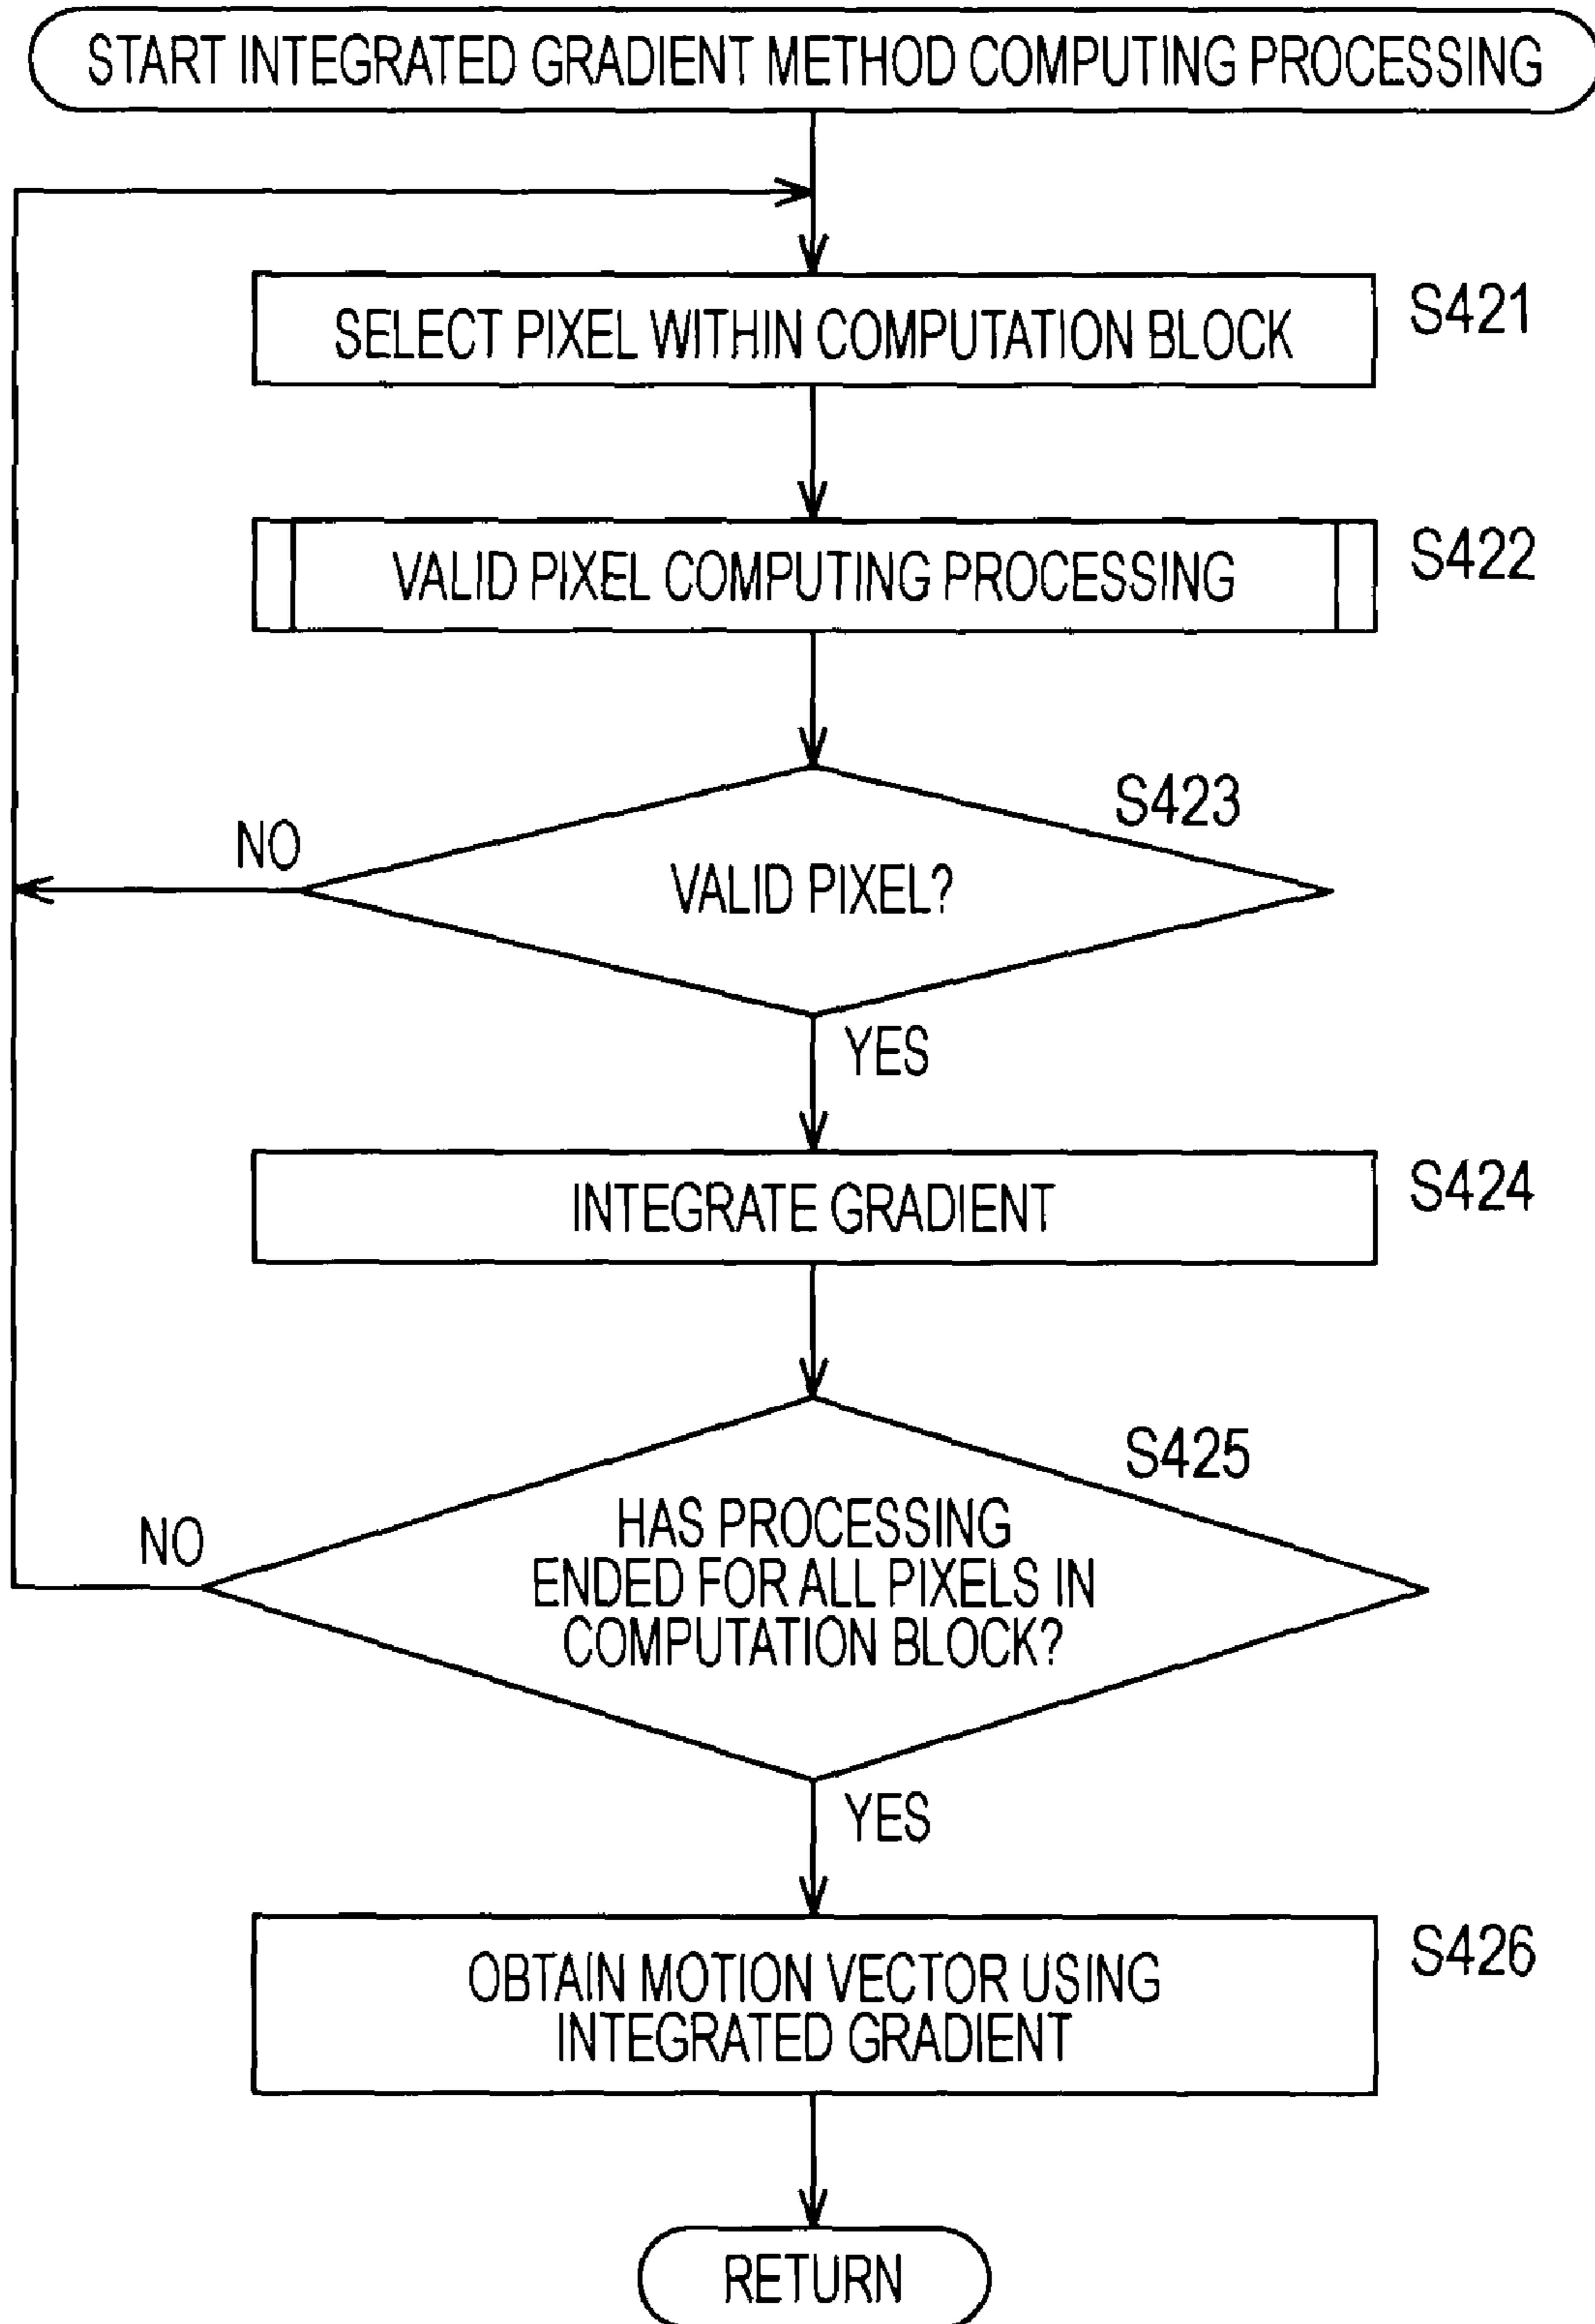 START INTEGRATED GRADIENT METHOD COMPUTING PROCESSING
SELECT PIXEL WITHIN COMPUTATION BLOCK
S421
VALID PIXEL COMPUTING PROCESSING
S422
S423
NO
VALID PIXEL?
YES
INTEGRATE GRADIENT
S424
S425
NO
HAS PROCESSING
ENDED FOR ALL PIXELS IN
COMPUTATION BLOCK?
YES
OBTAIN MOTION VECTOR USING
INTEGRATED GRADIENT
S426
RETURN